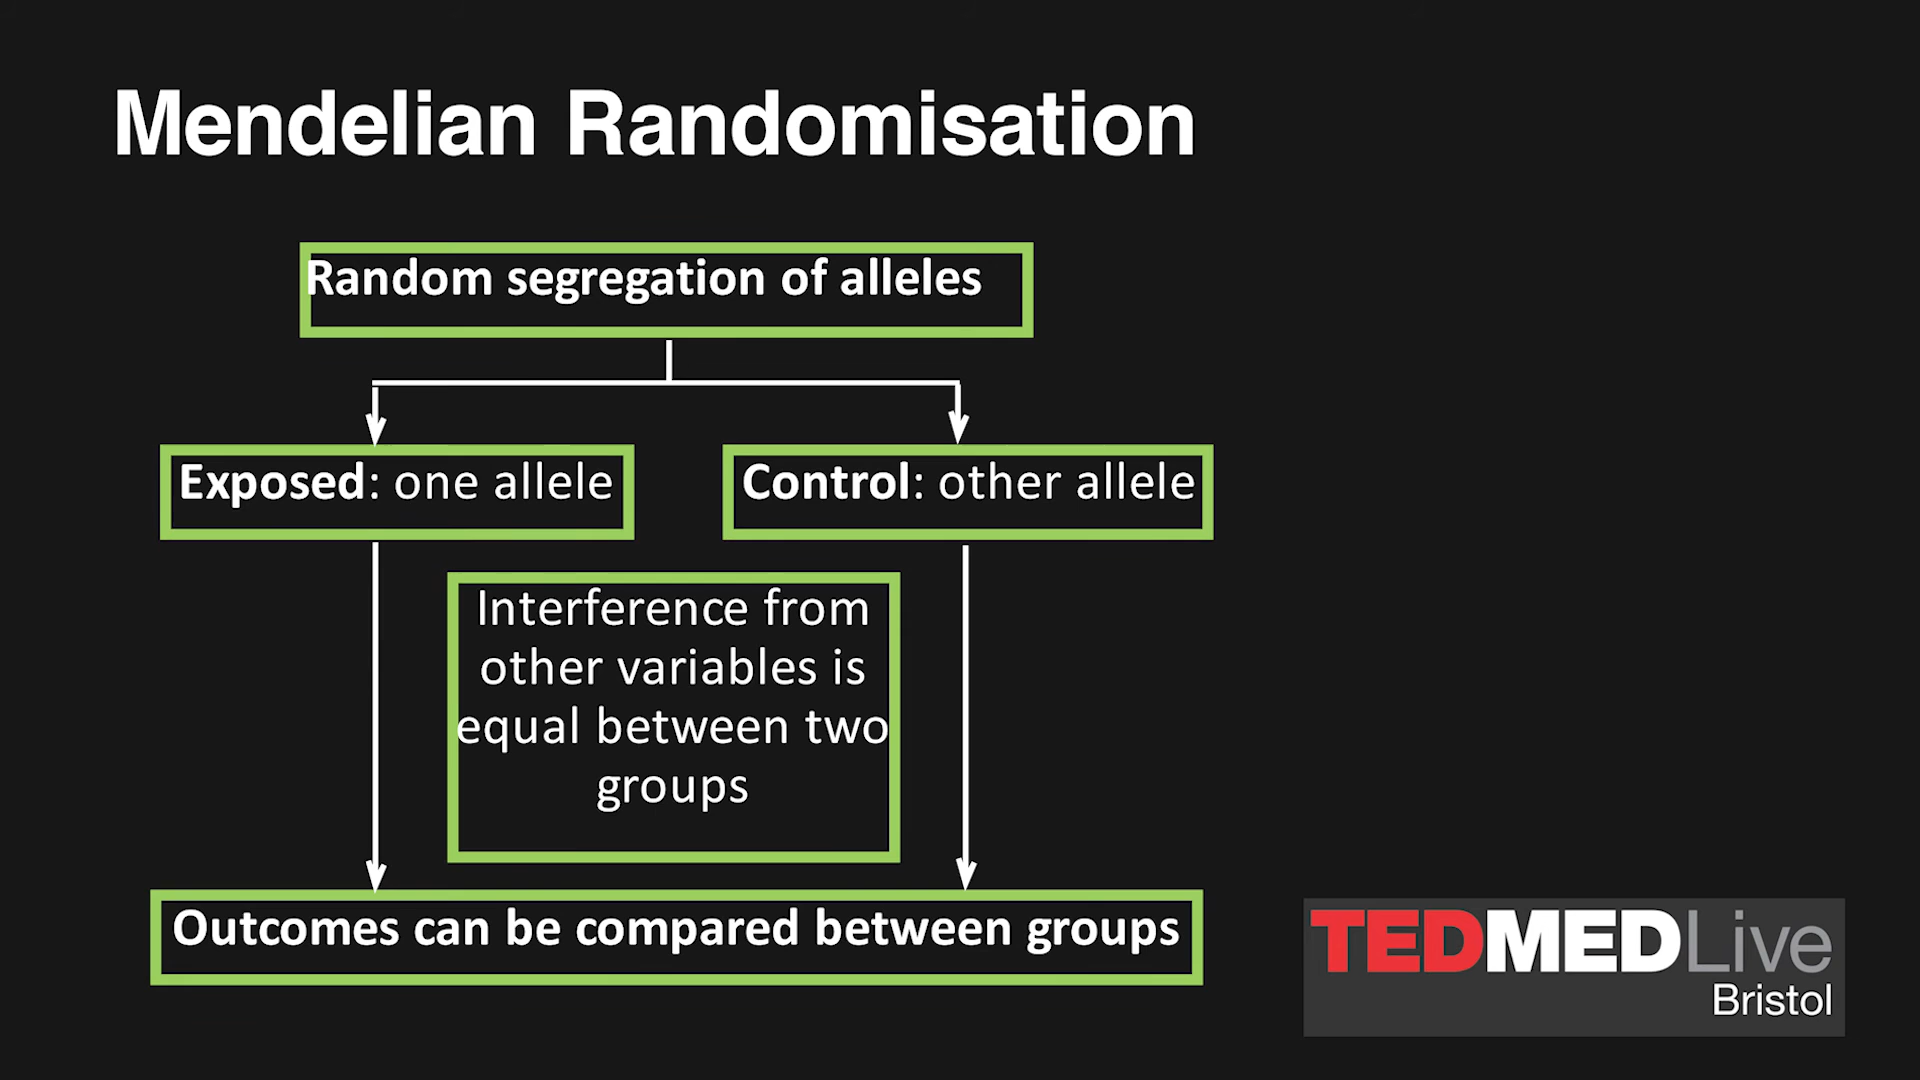 Mendelian Randomisation
Random segregation of alleles
Exposed: one allele
Control: other allele
Interference from
other variables is
equal between two
groups
Outcomes can be compared between groups
TEDMEDLive
Bristol